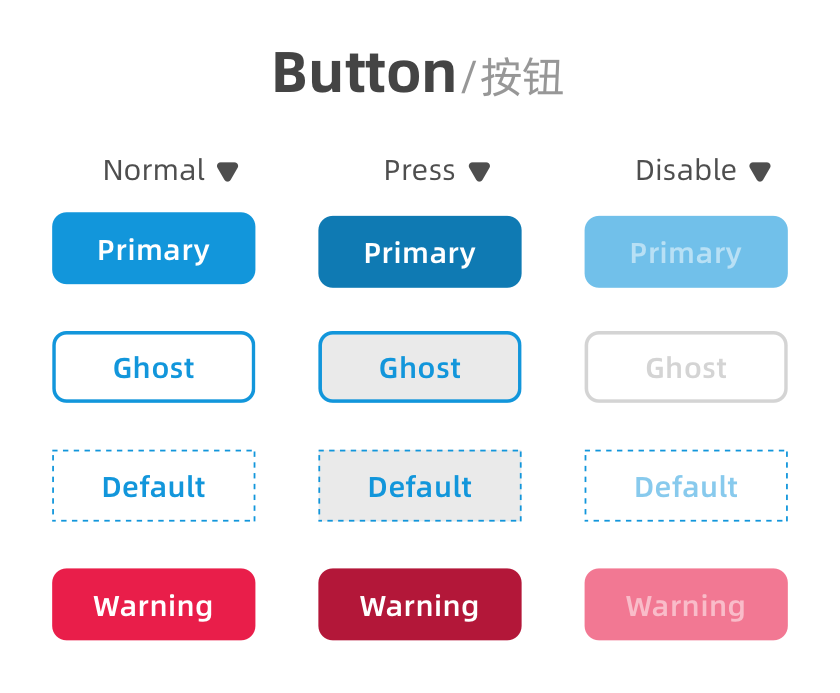 Button/按钮
Normal Press Disable
Primary Primary Primary
Ghost Ghost Ghost
Default Default Default
Warning Warning Warning